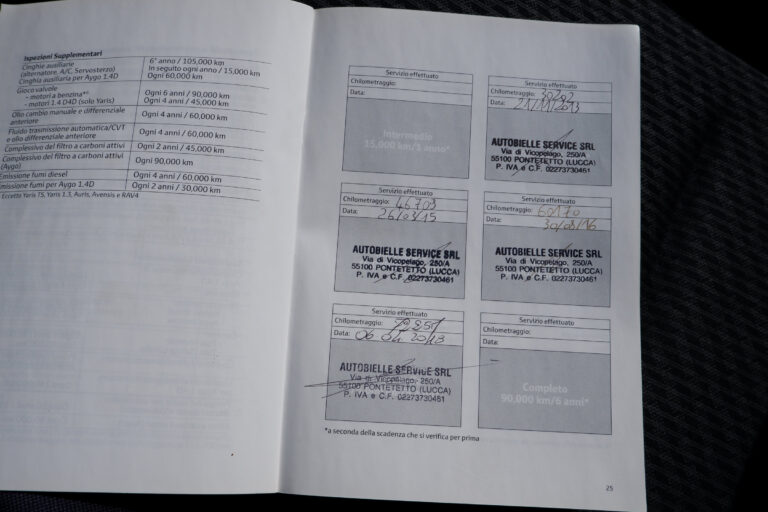 Ispezioni Supplementari
Cinghie ausiliarie
(alternatore, A/C, Servosterzo)
Cinghia ausiliaria per Aygo 1.4D
6° anno / 105,000 km
In seguito ogni anno / 15,000 km
Ogni 60,000 km
Gioco valvole
- motori a benzina**
- motori 1.4 D4D (solo Yaris)
Ogni 6 anni / 90,000 km
Ogni 4 anni / 45,000 km
Olio cambio manuale e differenziale
anteriore
Ogni 4 anni / 60,000 km
Fluido trasmissione automatica/CVT
e olio differenziale anteriore
Ogni 4 anni / 60,000 km
Complessivo del filtro a carboni attivi
Ogni 2 anni / 45,000 km
Complessivo del filtro a carboni attivi
(Aygo)
Ogni 90,000 km
Emissione fumi diesel
Ogni 4 anni / 60,000 km
Emissione fumi per Aygo 1.4D
Ogni 2 anni / 30,000 km
Eccetto Yaris TS, Yaris 1.3, Auris, Avensis e RAV4
Servizio effettuato
Chilometraggio:
Data:
Intermedio
15,000 km/1 anno*
Servizio effettuato
Chilometraggio:
Data: 21/11/2013
AUTOBIELLE SERVICE SRL
Via di Vicopelago, 250/A
55100 PONTETETTO (LUCCA)
P. IVA e C.F. 02273730461
Servizio effettuato
Chilometraggio: 46703
Data: 26/03/15
AUTOBIELLE SERVICE SRL
Via di Vicopelago, 250/A
55100 PONTETETTO (LUCCA)
P. IVA e C.F. 02273730461
Servizio effettuato
Chilometraggio: 60170
Data: 30/03/16
AUTOBIELLE SERVICE SRL
Via di Vicopelago, 250/A
55100 PONTETETTO (LUCCA)
P. IVA e C.F. 02273730461
Servizio effettuato
Chilometraggio:
Data: 06 04 2018
AUTOBIELLE SERVICE SRL
Via di Vicopelago, 250/A
55100 PONTETETTO (LUCCA)
P. IVA e C.F. 02273730461
Servizio effettuato
Chilometraggio:
Data:
Completo
90,000 km/6 anni*
*a seconda della scadenza che si verifica per prima
25